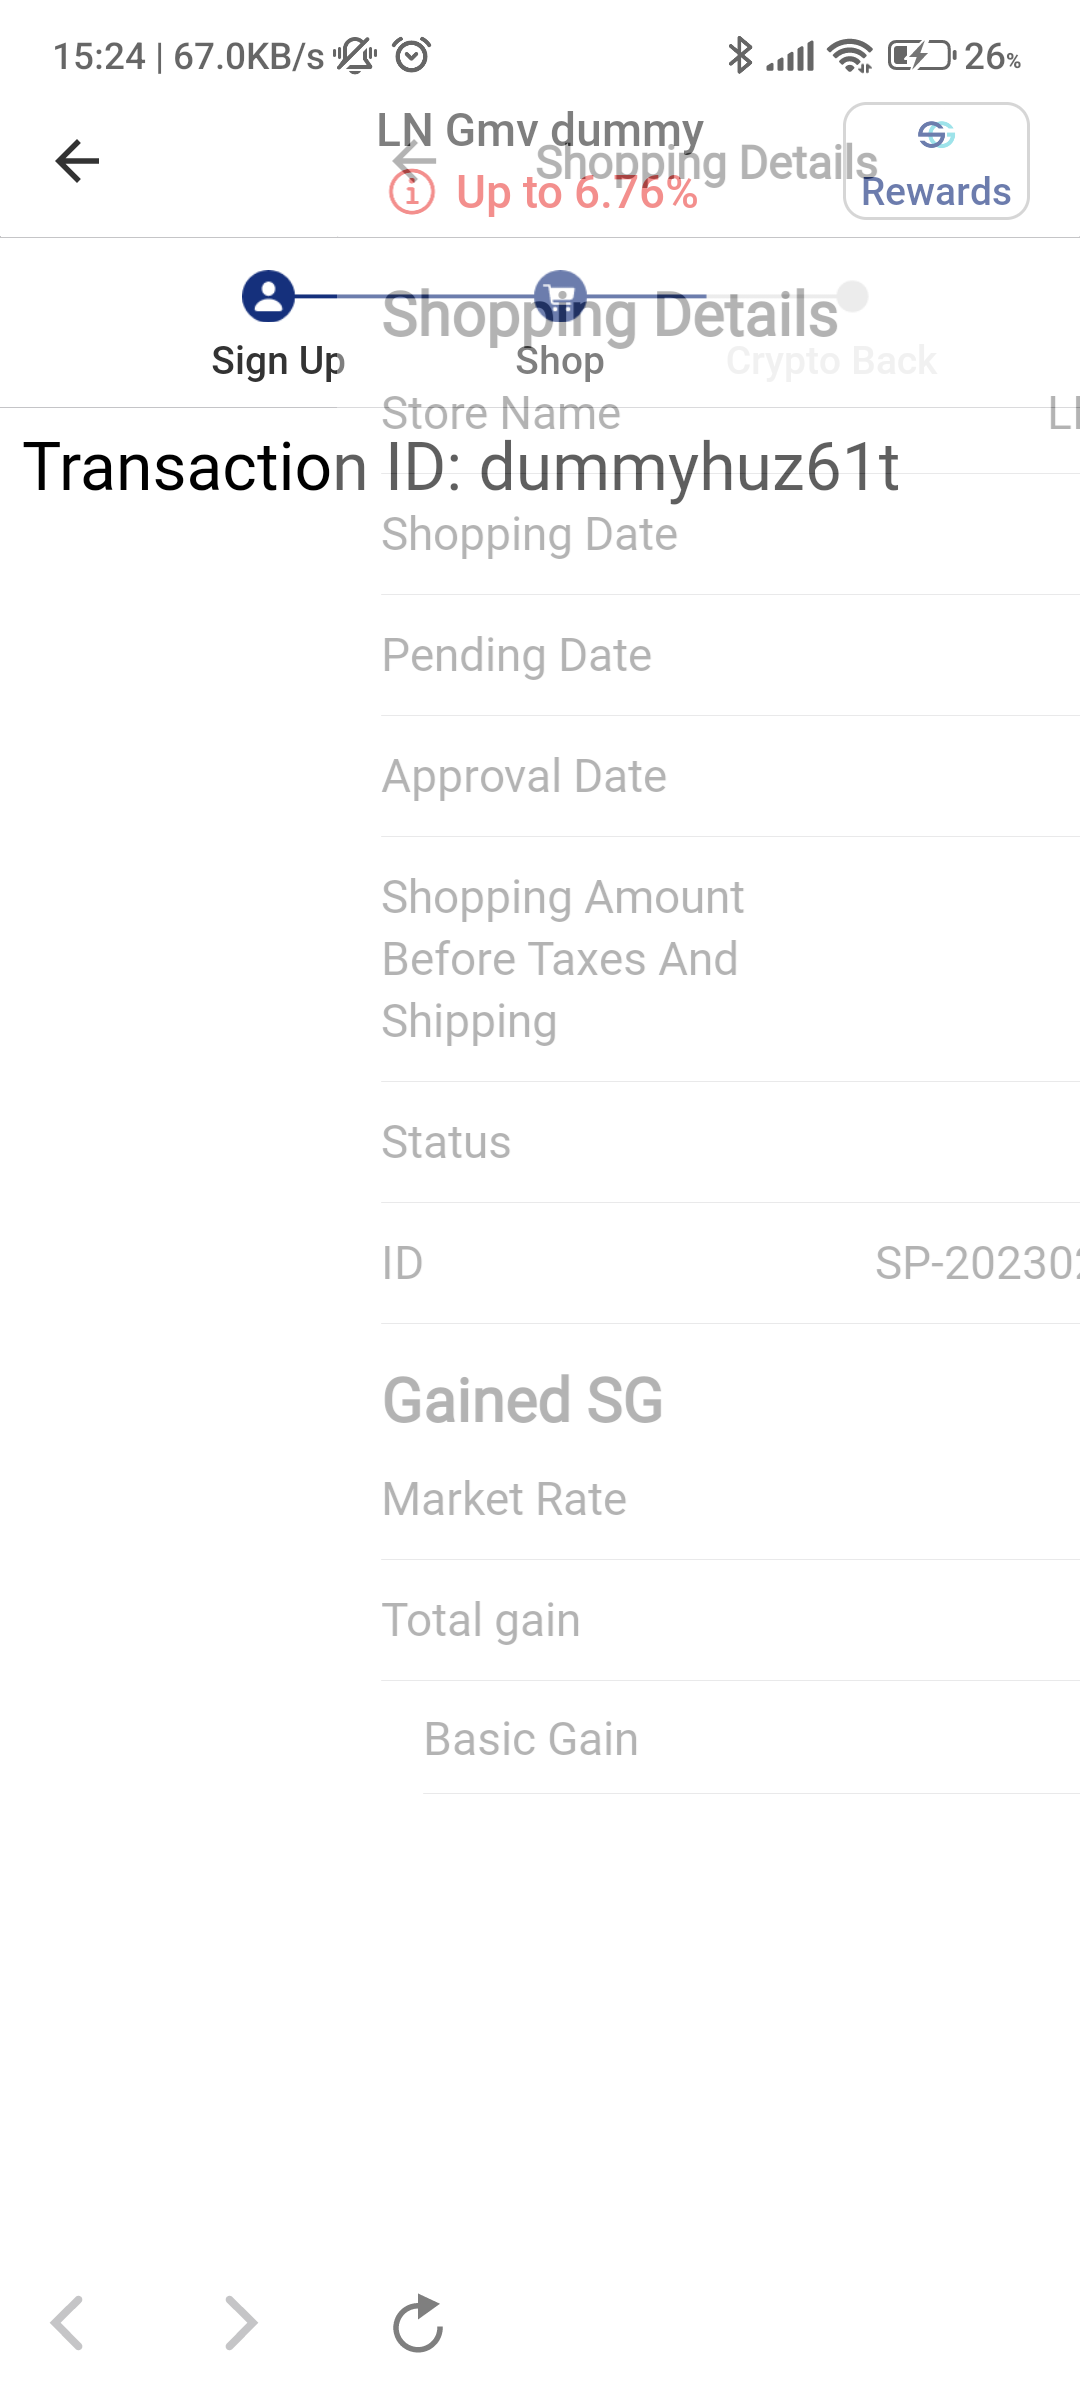 15:24 | 67.0KB/s
26%
LN Gmv dummy
Shopping Details
Up to 6.76%
Rewards
Shopping Details
Sign Up
Shop
Crypto Back
Store Name
Transaction ID: dummyhuz61t
Shopping Date
Pending Date
Approval Date
Shopping Amount
Before Taxes And
Shipping
Status
ID
SP-20230
Gained SG
Market Rate
Total gain
Basic Gain